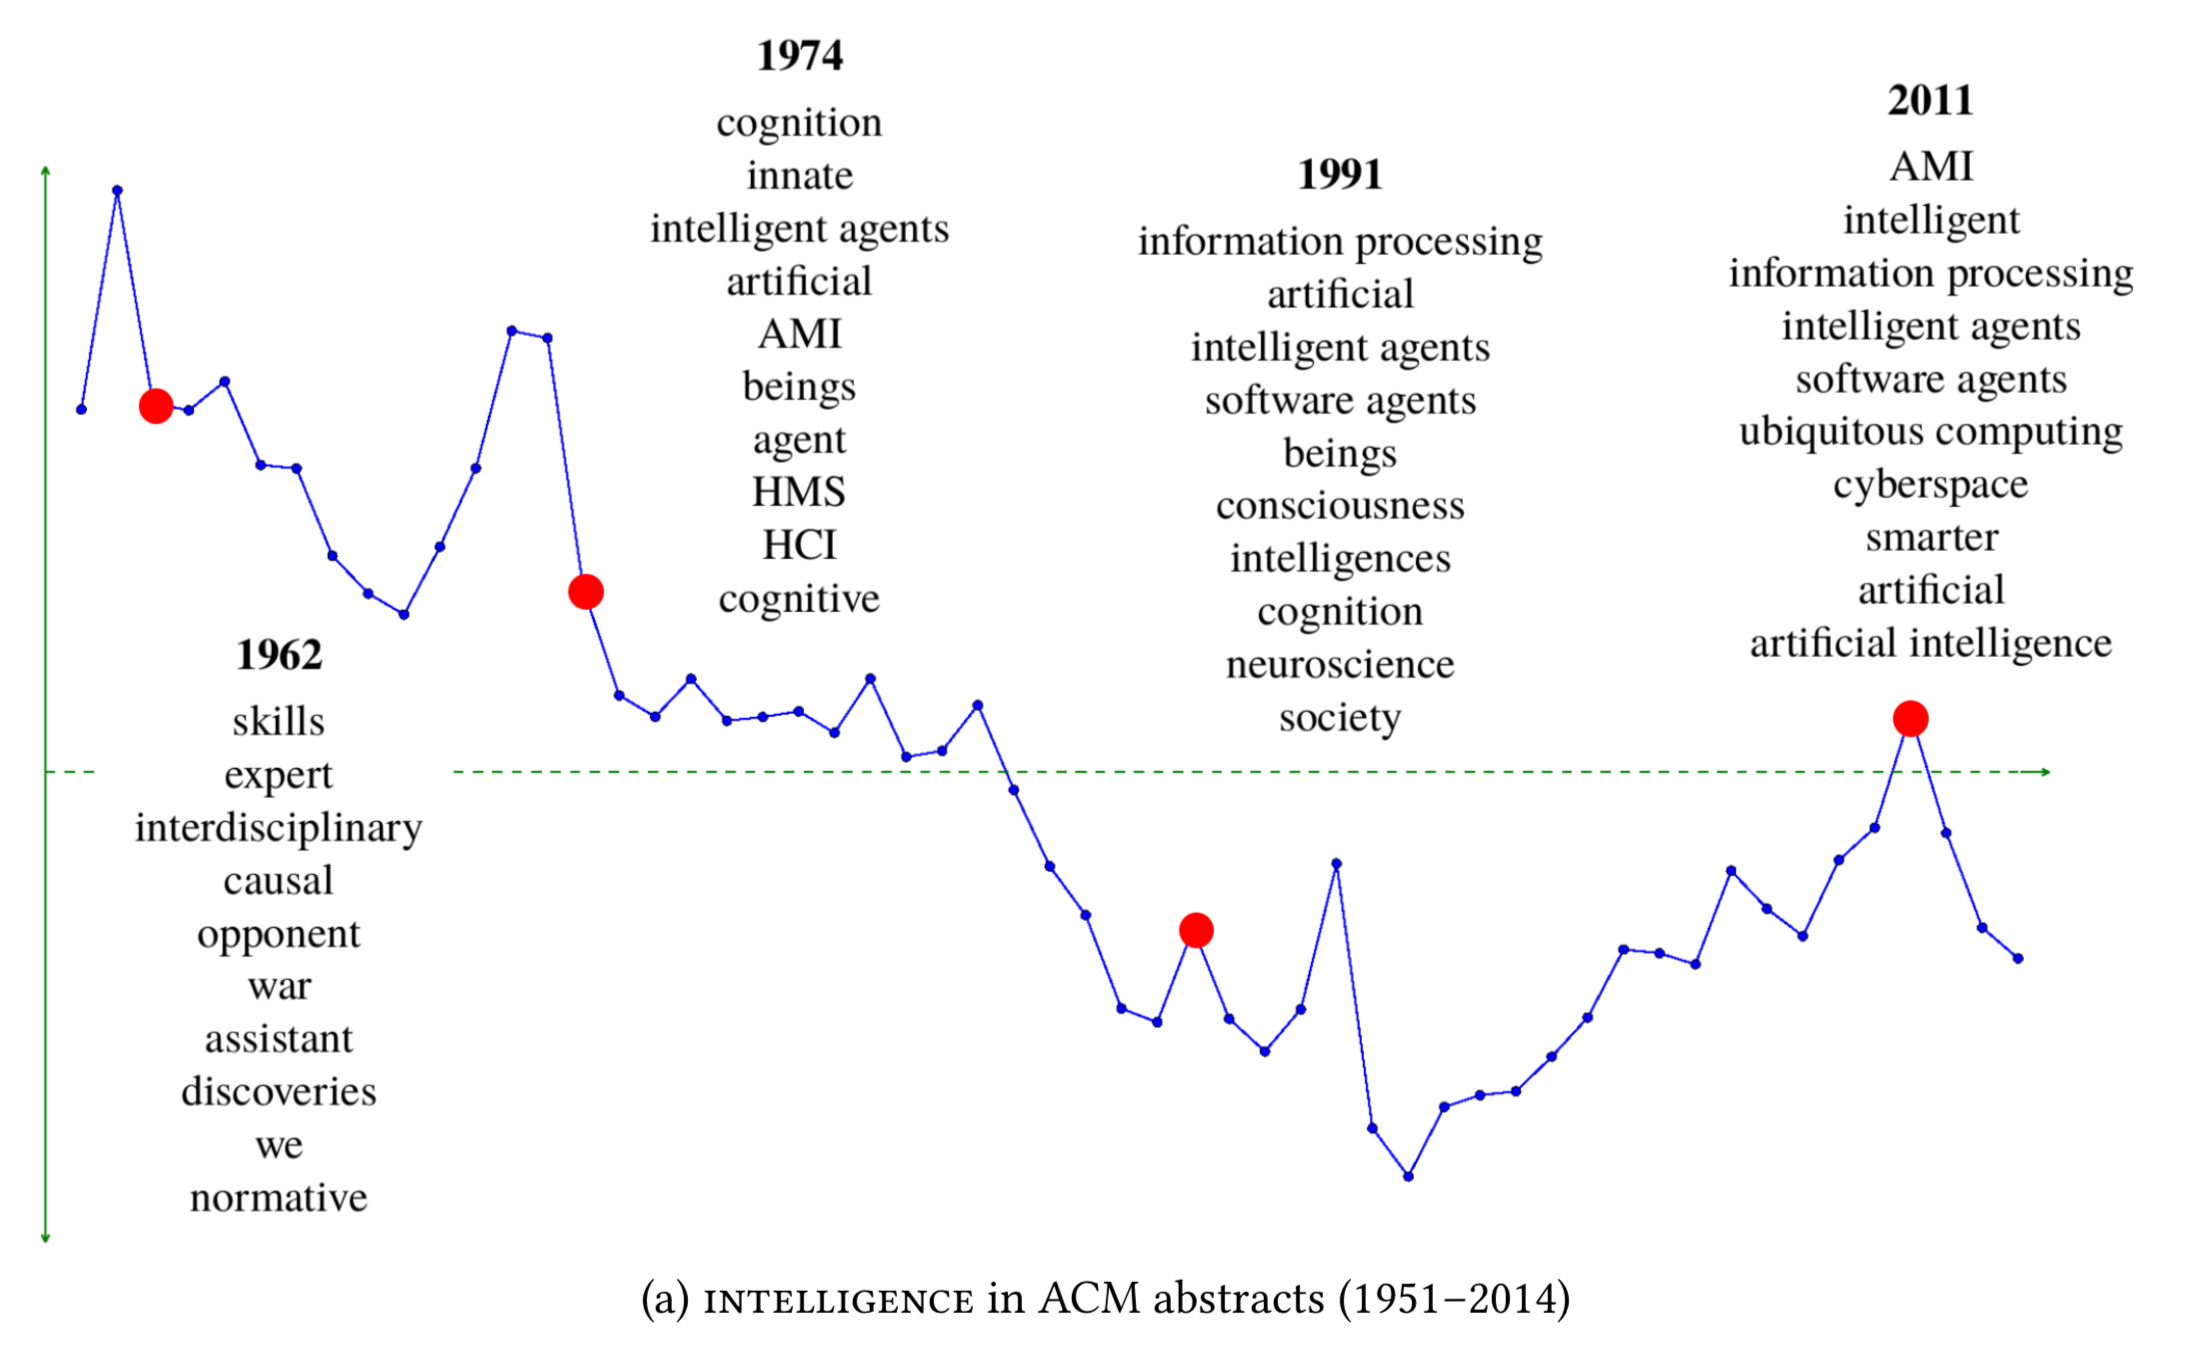 1974
cognition
innate
intelligent agents
artificial
AMI
beings
agent
HMS
HCI
cognitive
2011
AMI
intelligent
information processing
intelligent agents
software agents
ubiquitous computing
cyberspace
smarter
artificial
artificial intelligence
1991
information processing
artificial
intelligent agents
software agents
beings
consciousness
intelligences
cognition
neuroscience
society
1962
skills
expert
interdisciplinary
causal
opponent
war
assistant
discoveries
we
normative
(a) INTELLIGENCE in ACM abstracts (1951–2014)